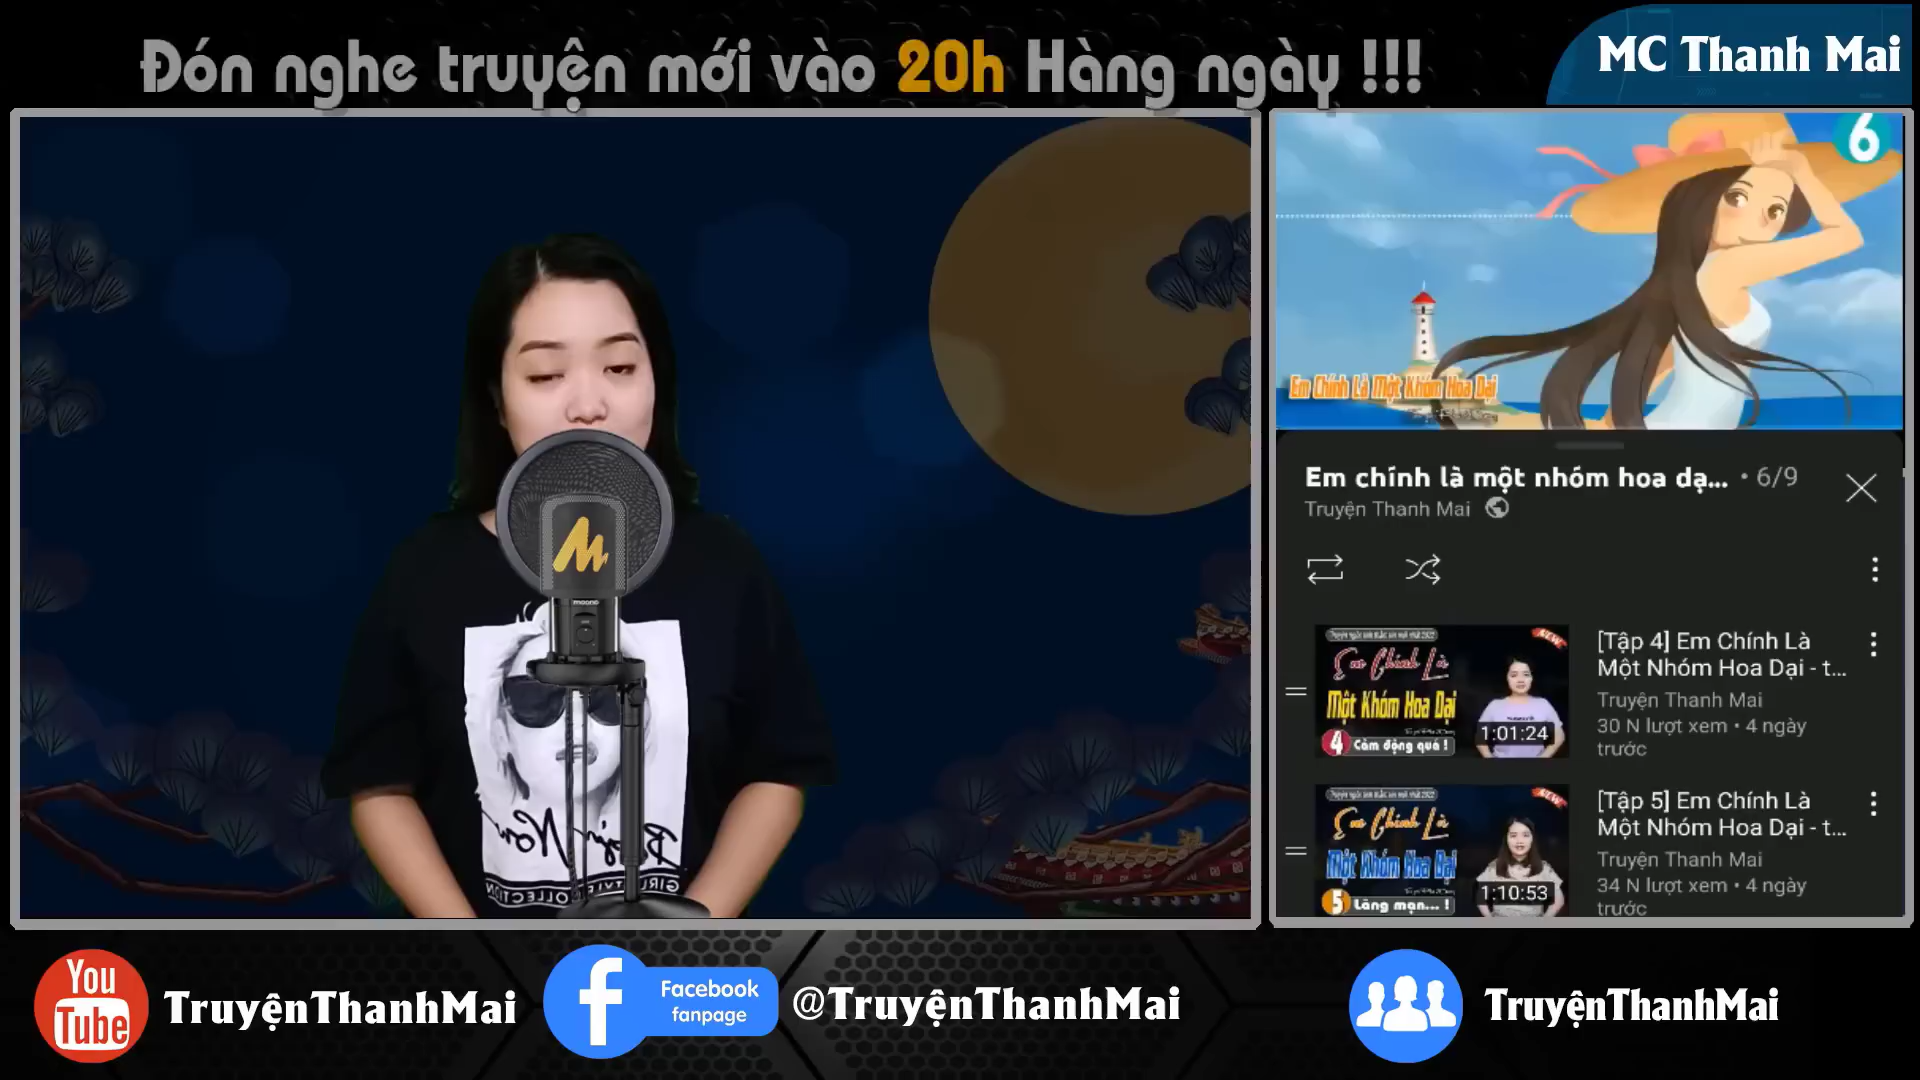 Đón nghe truyện mới vào 20h Hàng ngày !!!
MC Thanh Mai
6
Em Chính Là Một Khóm Hoa Dại
Em chính là một nhóm hoa dạ... • 6/9
Truyện Thanh Mai
NEW
Em Chính Là
Một Khóm Hoa Dại
4 Cảm động quá !
1:01:24
[Tập 4] Em Chính Là
Một Nhóm Hoa Dại - t...
Truyện Thanh Mai
30 N lượt xem • 4 ngày
trước
NEW
Em Chính Là
Một Khóm Hoa Dại
5 Lãng mạn... !
1:10:53
[Tập 5] Em Chính Là
Một Nhóm Hoa Dại - t...
Truyện Thanh Mai
34 N lượt xem • 4 ngày
trước
maono
You
Tube
TruyệnThanhMai
Facebook
fanpage
@TruyệnThanhMai
TruyệnThanhMai